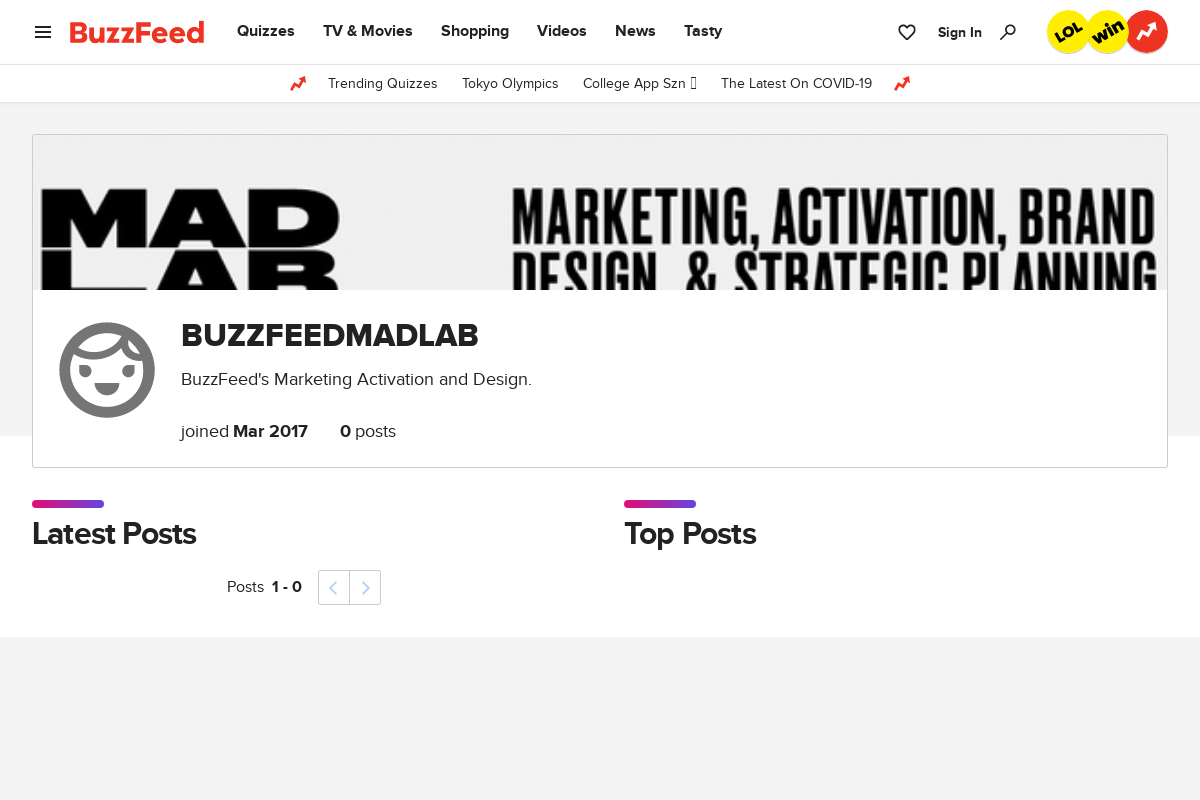 BuzzFeed Quizzes TV & Movies Shopping Videos News Tasty Sign In LOL win
Trending Quizzes Tokyo Olympics College App Szn The Latest On COVID-19
MAD MARKETING, ACTIVATION, BRAND
LAB DESIGN, & STRATEGIC PLANNING
BUZZFEEDMADLAB
BuzzFeed's Marketing Activation and Design.
joined Mar 2017 0 posts
Latest Posts
Top Posts
Posts 1 - 0